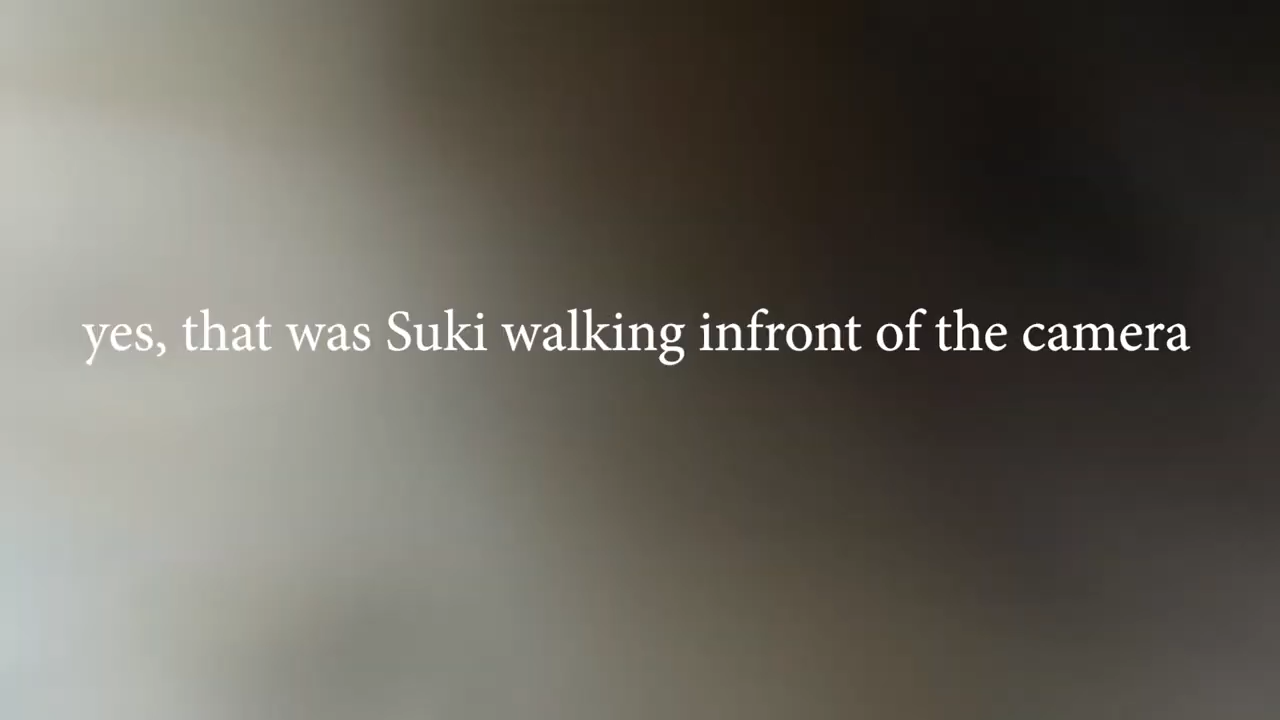 yes, that was Suki walking infront of the camera